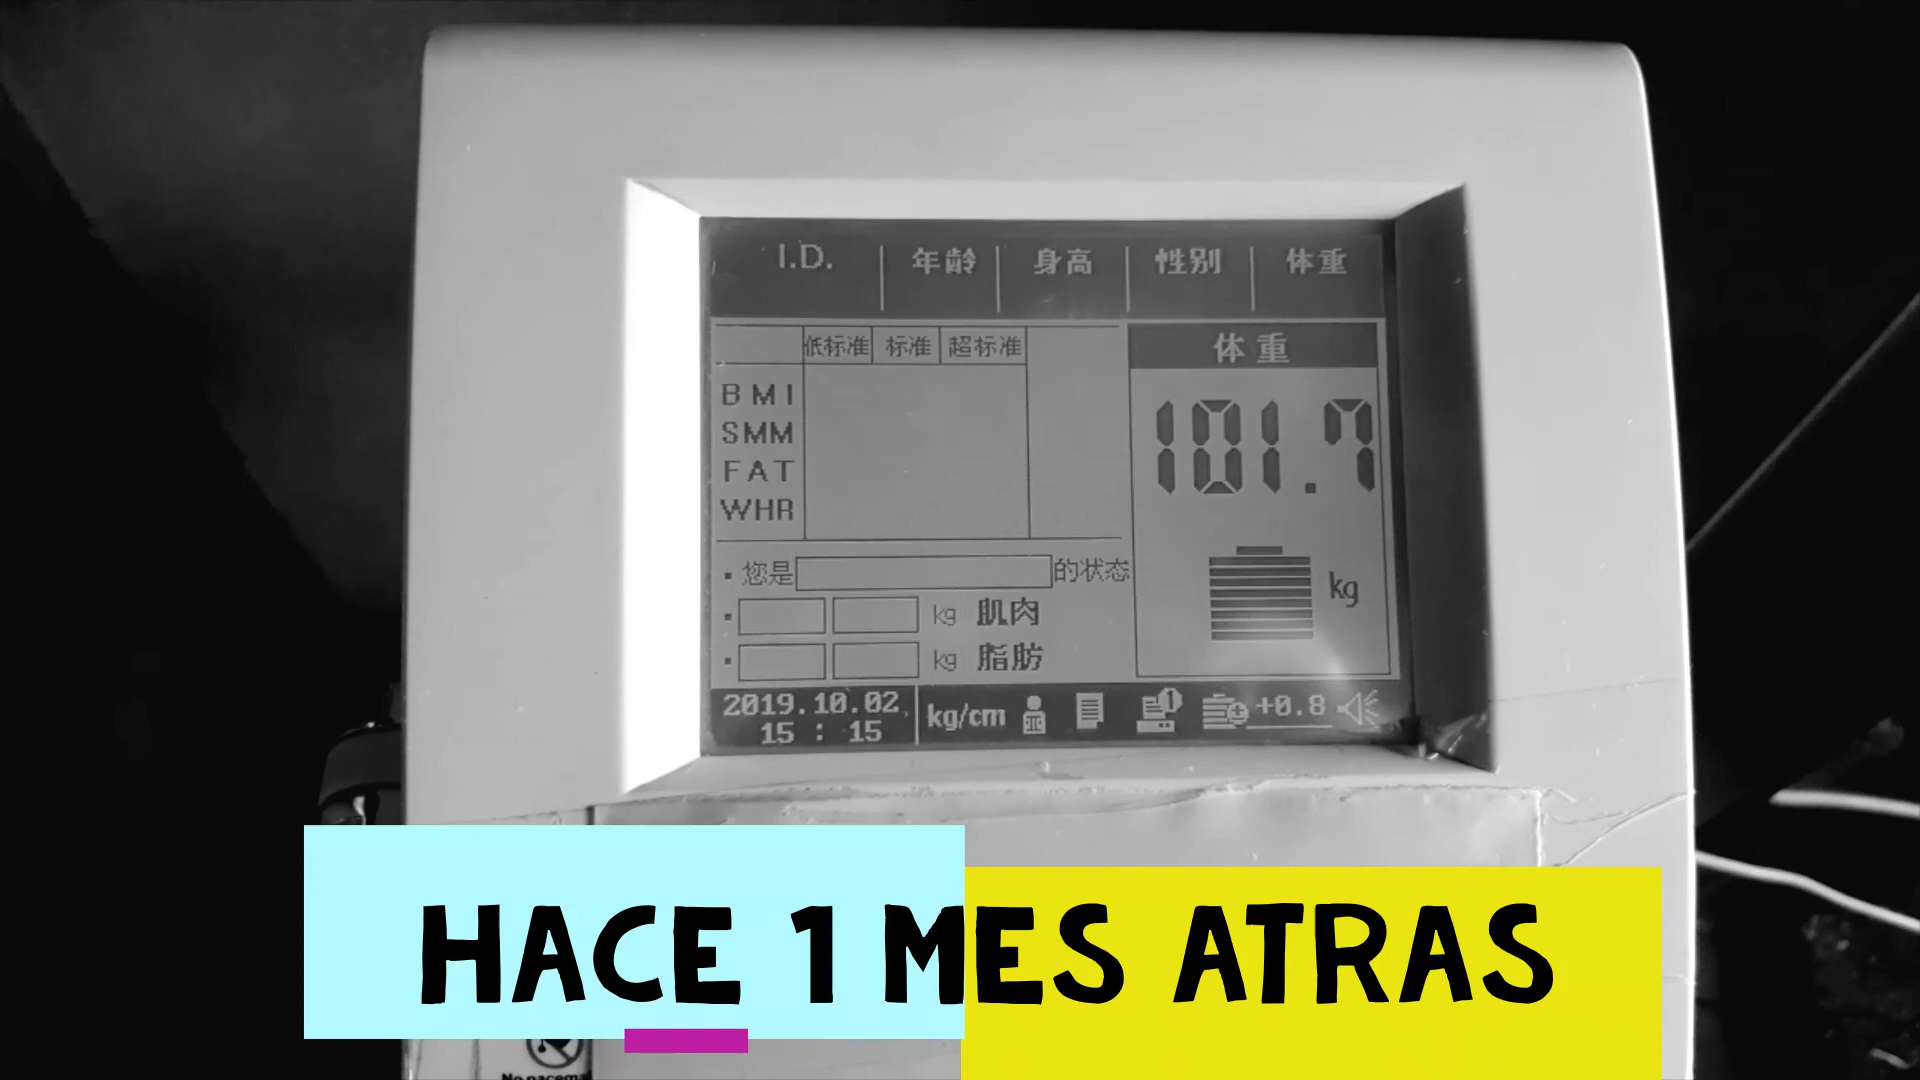 I.D. 年龄 身高 性别 体重
低标准 标准 超标准
体重
BMI
SMM
FAT
WHR
101.7
kg
您是 的状态
kg 肌肉
kg 脂肪
2019.10.02
15 : 15
kg/cm
1
+0.8
HACE 1 MES ATRAS